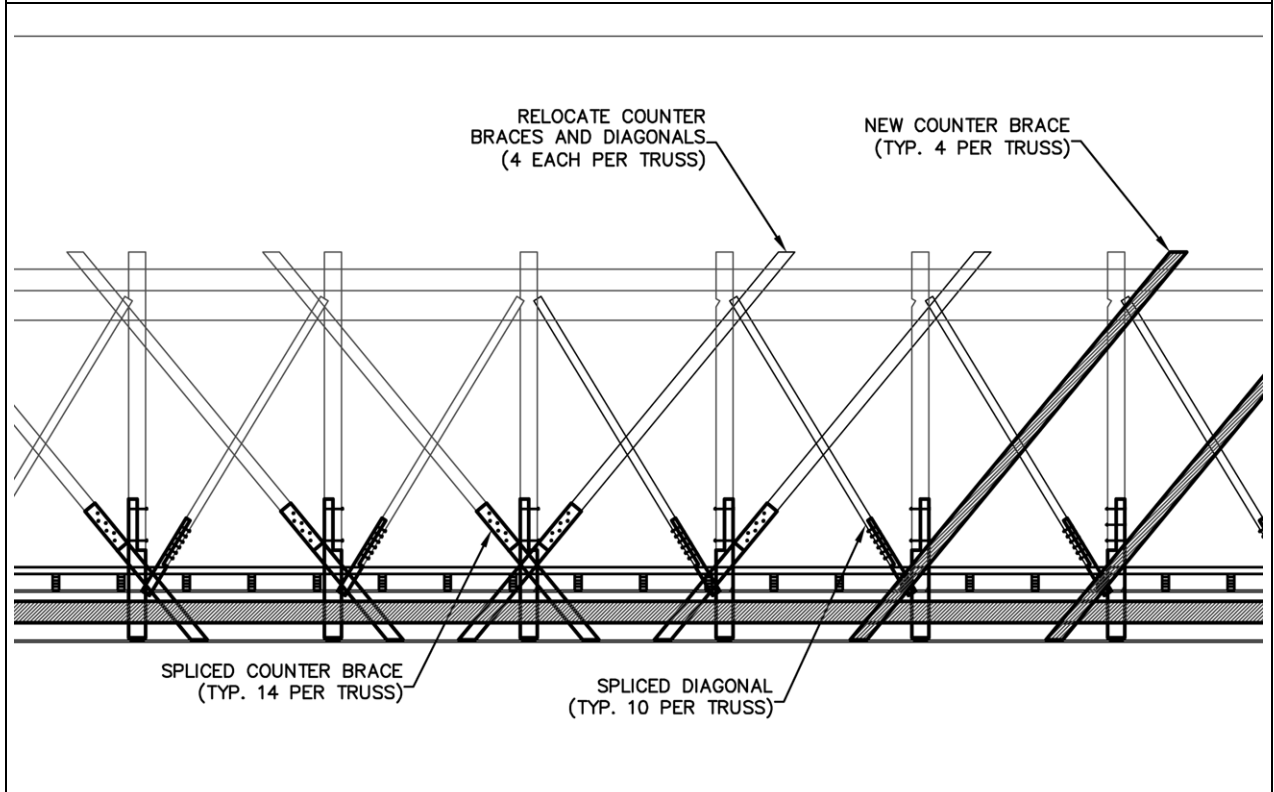 RELOCATE COUNTER
BRACES AND DIAGONALS
(4 EACH PER TRUSS)
NEW COUNTER BRACE
(TYP. 4 PER TRUSS)
SPLICED COUNTER BRACE
(TYP. 14 PER TRUSS)
SPLICED DIAGONAL
(TYP. 10 PER TRUSS)